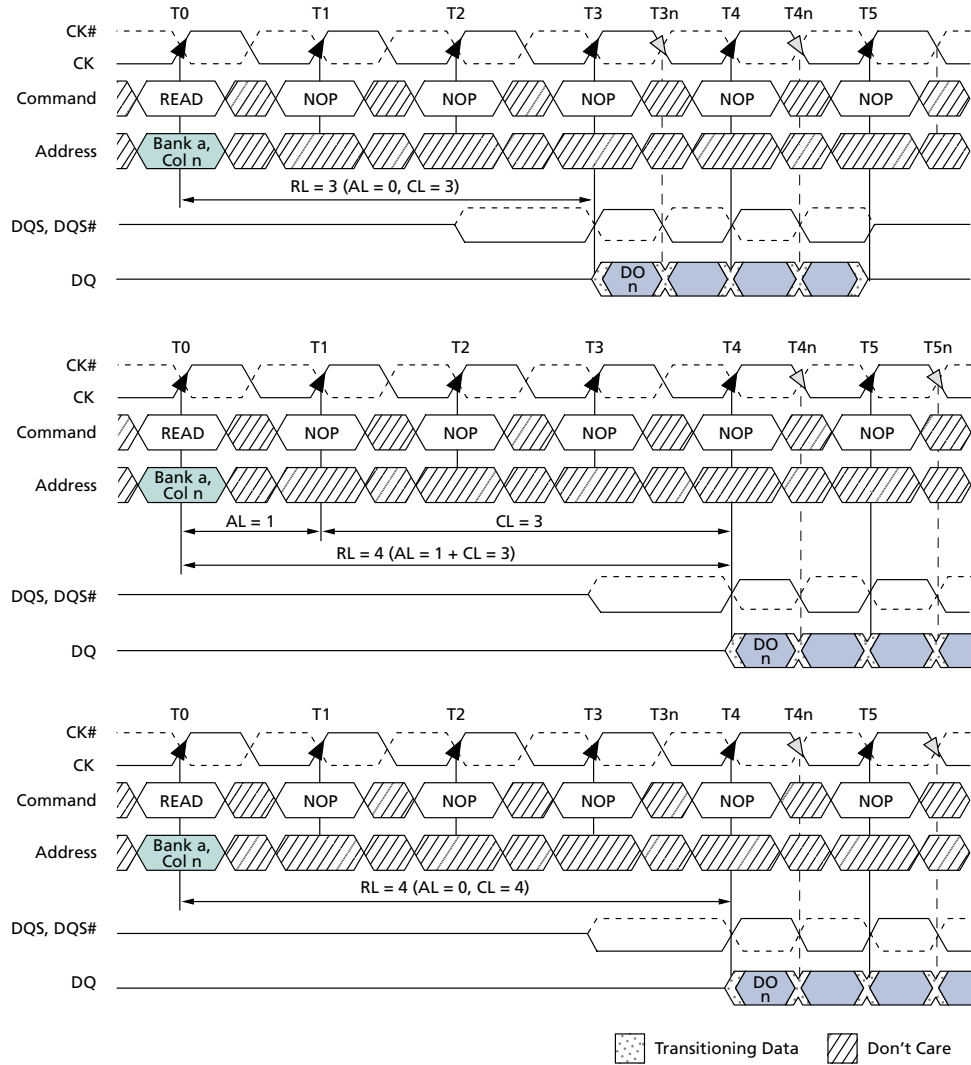 T0 T1 T2 T3 T3n T4 T4n T5
CK#
CK
Command READ NOP NOP NOP NOP NOP
Address Bank a,
Col n
RL = 3 (AL = 0, CL = 3)
DQS, DQS#
DQ DO
n
T0 T1 T2 T3 T4 T4n T5 T5n
CK#
CK
Command READ NOP NOP NOP NOP NOP
Address Bank a,
Col n
AL = 1 CL = 3
RL = 4 (AL = 1 + CL = 3)
DQS, DQS#
DQ DO
n
T0 T1 T2 T3 T3n T4 T4n T5
CK#
CK
Command READ NOP NOP NOP NOP NOP
Address Bank a,
Col n
RL = 4 (AL = 0, CL = 4)
DQS, DQS#
DQ DO
n
Transitioning Data Don't Care